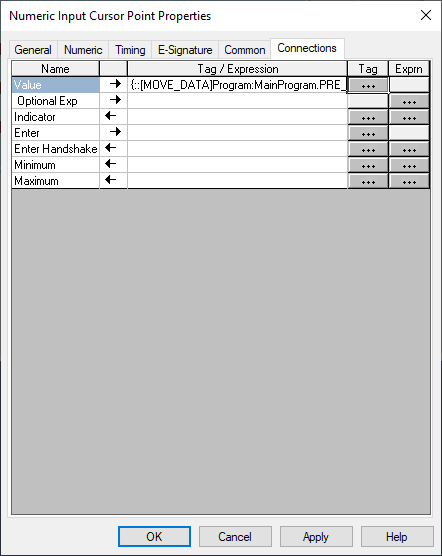 Numeric Input Cursor Point Properties
General Numeric Timing E-Signature Common Connections
Name Tag / Expression Tag Exprn
Value {::[MOVE_DATA]Program:MainProgram.PRE_ ...
Optional Exp ...
Indicator ... ...
Enter ...
Enter Handshake ... ...
Minimum ... ...
Maximum ... ...
OK Cancel Apply Help